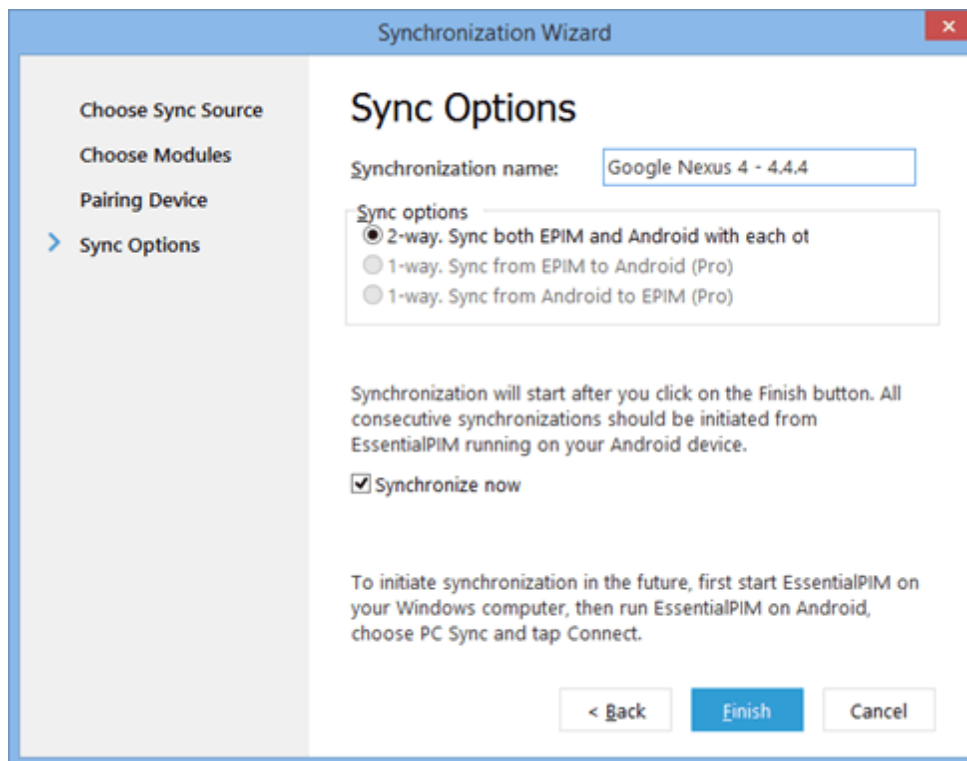 Synchronization Wizard
Choose Sync Source
Choose Modules
Pairing Device
Sync Options
Sync Options
Synchronization name:
Google Nexus 4 - 4.4.4
Sync options
2-way. Sync both EPIM and Android with each ot
1-way. Sync from EPIM to Android (Pro)
1-way. Sync from Android to EPIM (Pro)
Synchronization will start after you click on the Finish button. All
consecutive synchronizations should be initiated from
EssentialPIM running on your Android device.
Synchronize now
To initiate synchronization in the future, first start EssentialPIM on
your Windows computer, then run EssentialPIM on Android,
choose PC Sync and tap Connect.
< Back
Finish
Cancel